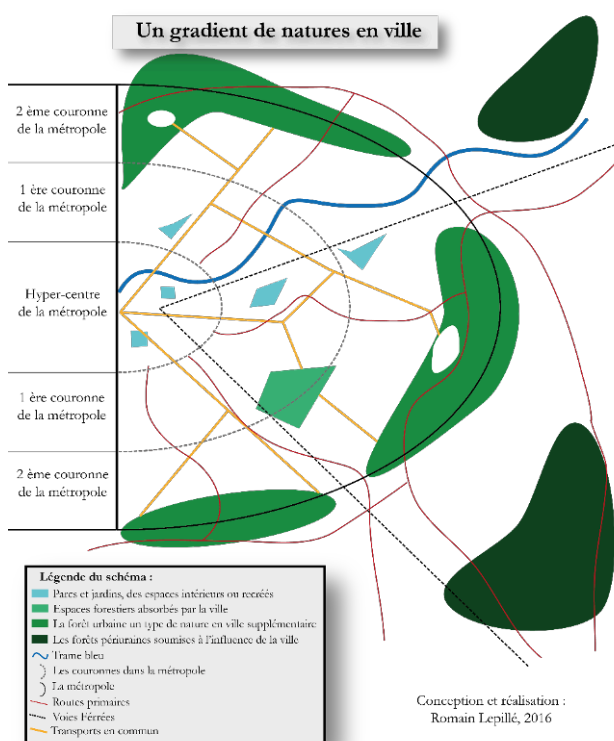 Un gradient de natures en ville
2 ème couronne
de la métropole
1 ère couronne
de la métropole
Hyper-centre
de la métropole
1 ère couronne
de la métropole
2 ème couronne
de la métropole
Légende du schéma :
Parcs et jardins, des espaces intérieurs ou recréés
Espaces forestiers absorbés par la ville
La forêt urbaine un type de nature en ville supplémentaire
Les forêts périuraines soumises à l'influence de la ville
Trame bleu
Les couronnes dans la métropole
La métropole
Routes primaires
Voies Férrées
Transports en commun
Conception et réalisation :
Romain Lepillé, 2016